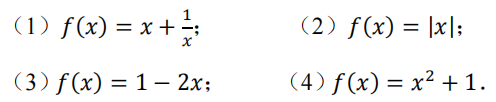 （1）f(x) = x + 1/x; （2）f(x) = |x|;
（3）f(x) = 1 − 2x; （4）f(x) = x² + 1.